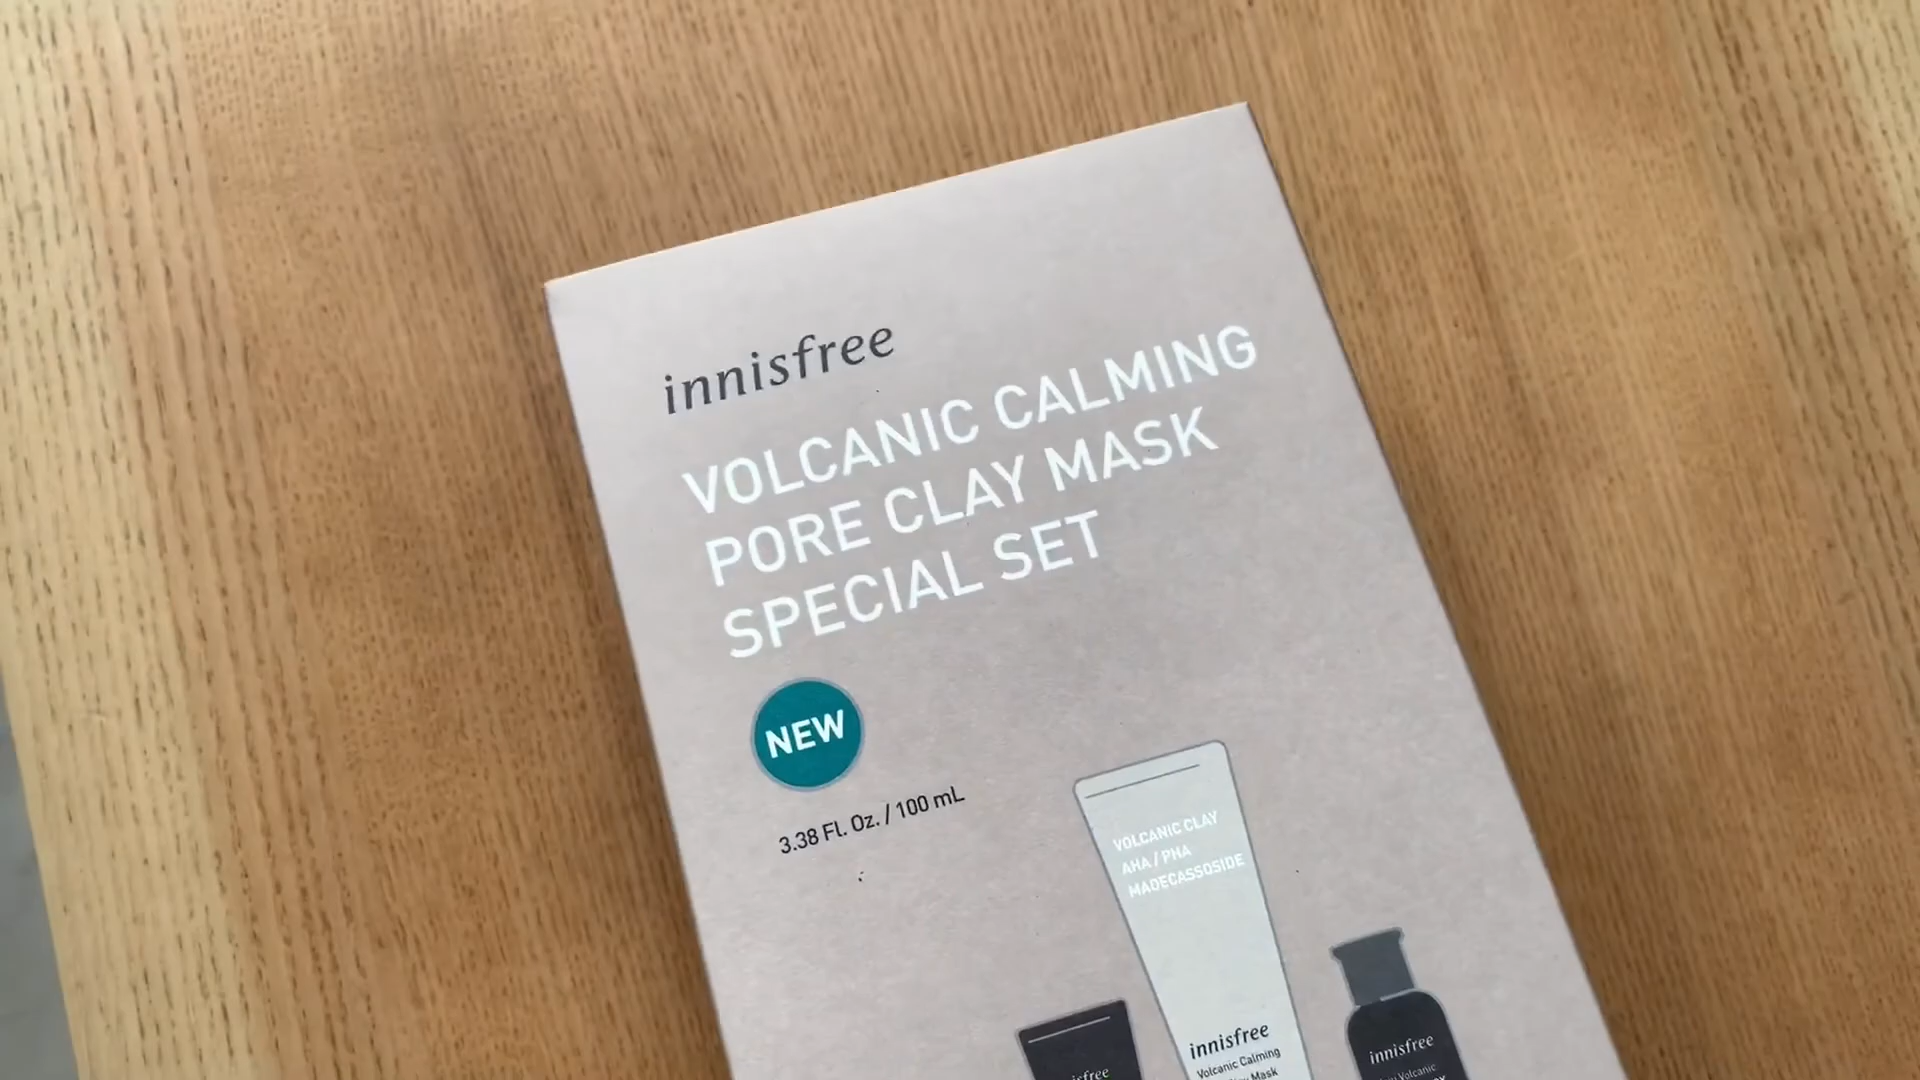 innisfree
VOLCANIC CALMING
PORE CLAY MASK
SPECIAL SET
NEW
3.38 Fl. Oz. / 100 mL
VOLCANIC CLAY
AHA / PHA
MADECASSOSIDE
innisfree
Volcanic Calming
Mask
innisfree
Volcanic